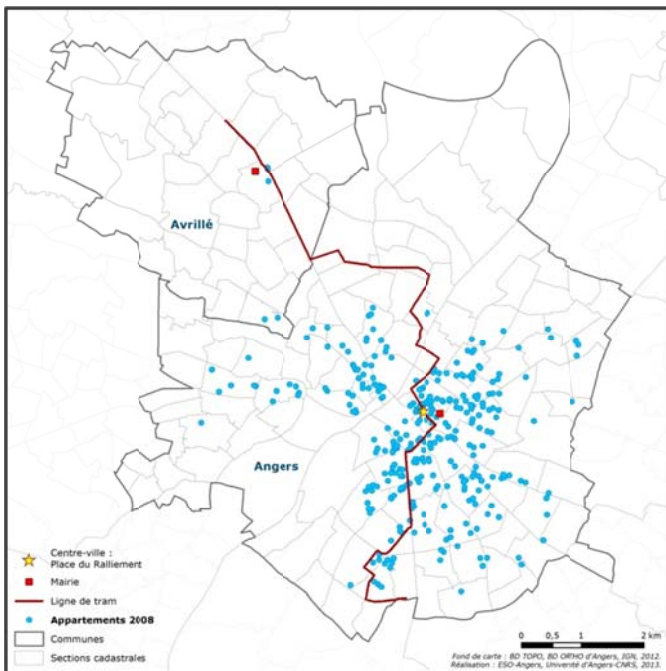 Avrillé
Angers
Centre-ville :
Place du Ralliement
Mairie
Ligne de tram
Appartements 2008
Communes
Sections cadastrales
0 0,5 1 2 km
Fond de carte : BD TOPO, BD ORTHO d'Angers, IGN, 2012.
Réalisation : ESO-Angers, Univerité d'Angers-CNRS, 2013.